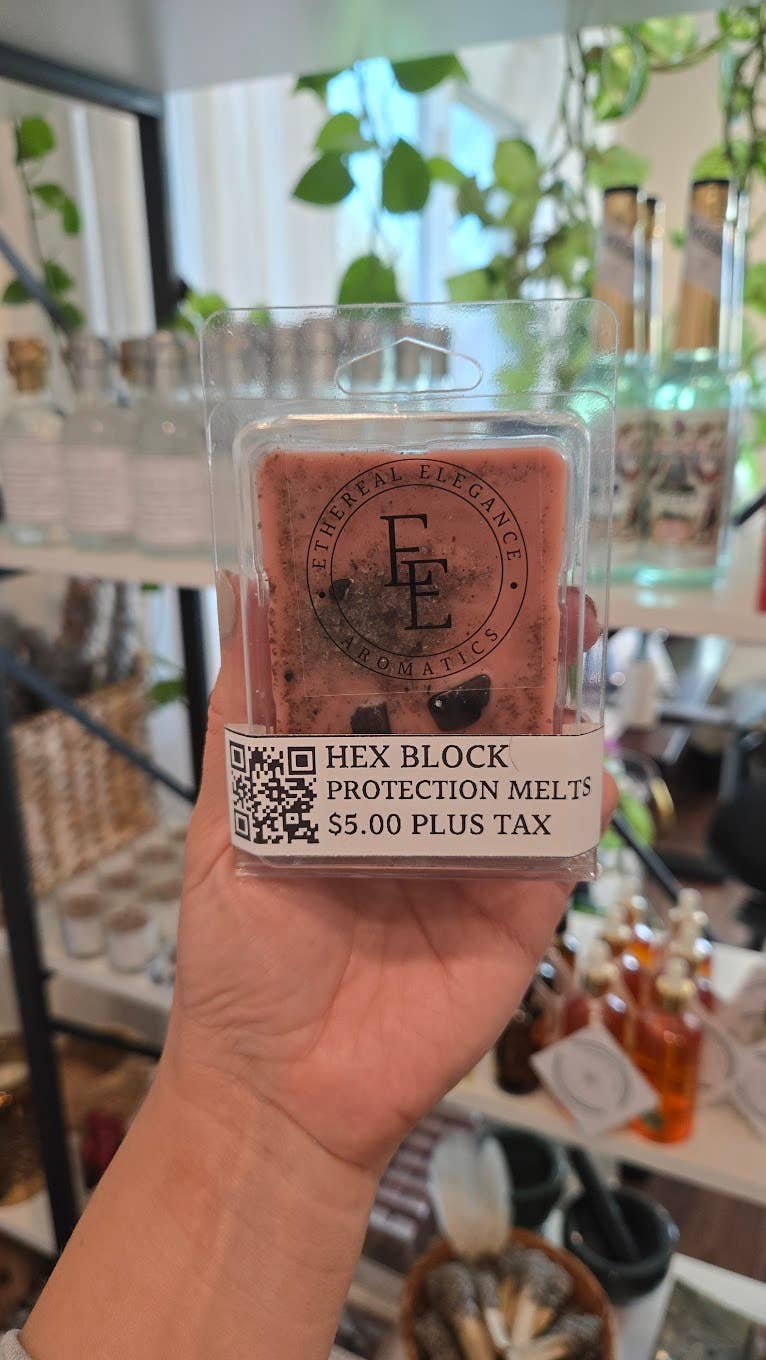 ETHEREAL ELEGANCE
EE
AROMATICS
HEX BLOCK
PROTECTION MELTS
$5.00 PLUS TAX